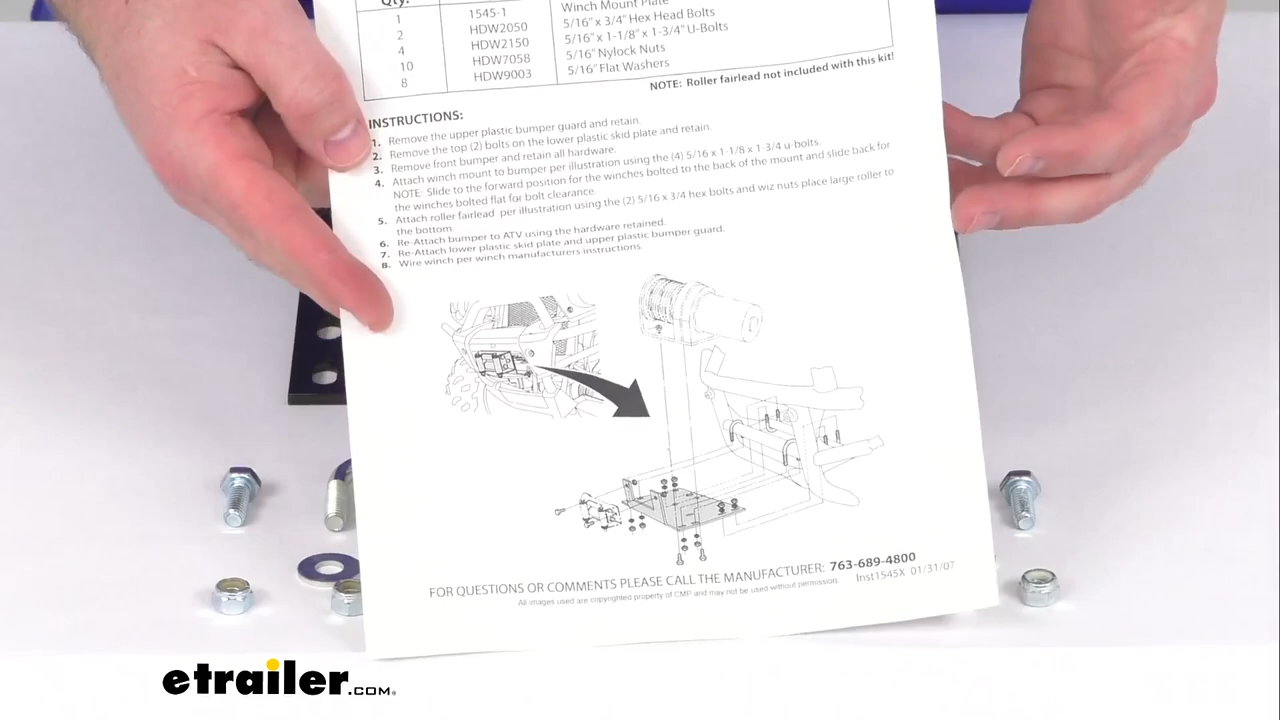 Qty.
1 1545-1 Winch Mount Plate
2 HDW2050 5/16" x 3/4" Hex Head Bolts
4 HDW2150 5/16" x 1-1/8" x 1-3/4" U-Bolts
10 HDW7058 5/16" Nylock Nuts
8 HDW9003 5/16" Flat Washers
NOTE: Roller fairlead not included with this kit!
INSTRUCTIONS:
1. Remove the upper plastic bumper guard and retain.
2. Remove the top (2) bolts on the lower plastic skid plate and retain.
3. Remove front bumper and retain all hardware.
4. Attach winch mount to bumper per illustration using the (4) 5/16 x 1-1/8 x 1-3/4 u-bolts.
NOTE: Slide to the forward position for the winches bolted to the back of the mount and slide back for
the winches bolted flat for bolt clearance.
5. Attach roller fairlead per illustration using the (2) 5/16 x 3/4 hex bolts and wiz nuts place large roller to
the bottom.
6. Re-Attach bumper to ATV using the hardware retained.
7. Re-Attach lower plastic skid plate and upper plastic bumper guard.
8. Wire winch per winch manufacturers instructions.
FOR QUESTIONS OR COMMENTS PLEASE CALL THE MANUFACTURER: 763-689-4800
All images used are copyrighted property of CMP and may not be used without permission. Inst1545X 01/31/07
etrailer.COM